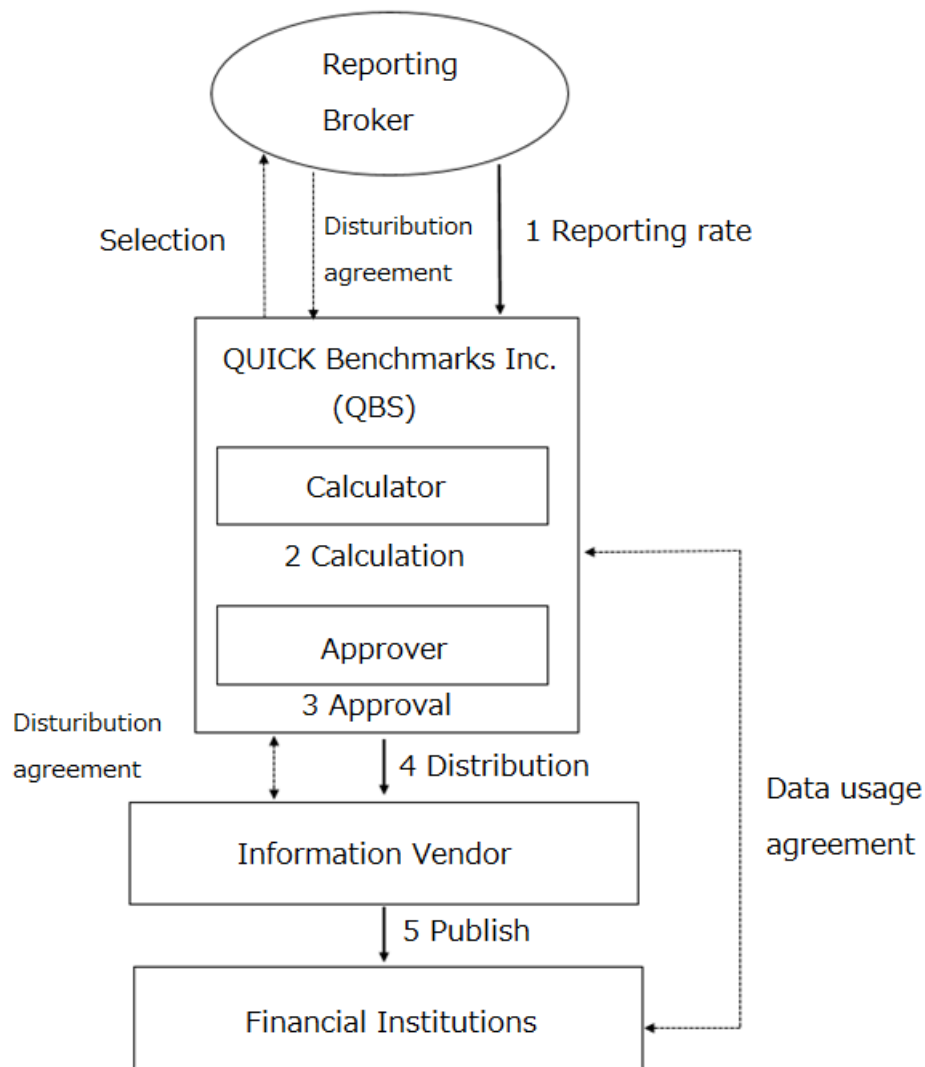 Reporting
Broker
Selection
Disturibution
agreement
1 Reporting rate
QUICK Benchmarks Inc.
(QBS)
Calculator
2 Calculation
Approver
3 Approval
Disturibution
agreement
4 Distribution
Data usage
agreement
Information Vendor
5 Publish
Financial Institutions